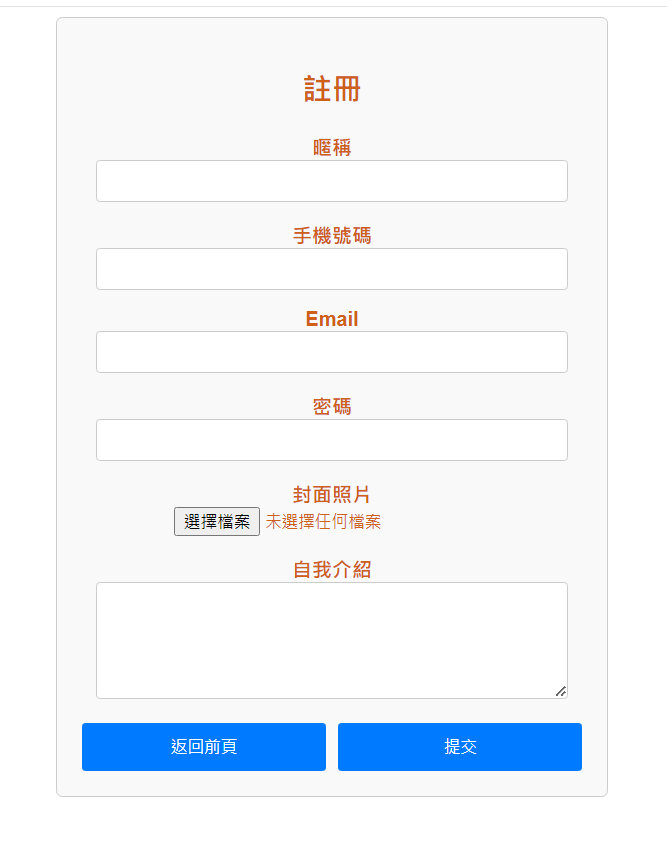 註冊
暱稱
手機號碼
Email
密碼
封面照片
選擇檔案 未選擇任何檔案
自我介紹
返回前頁 提交